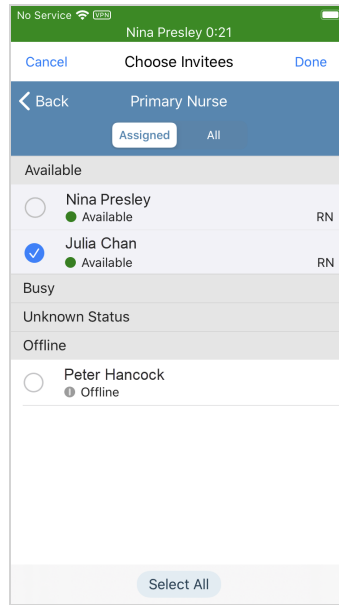 No Service VPN
Nina Presley 0:21
Cancel Choose Invitees Done
Back Primary Nurse
Assigned All
Available
Nina Presley
Available RN
Julia Chan
Available RN
Busy
Unknown Status
Offline
Peter Hancock
Offline
Select All